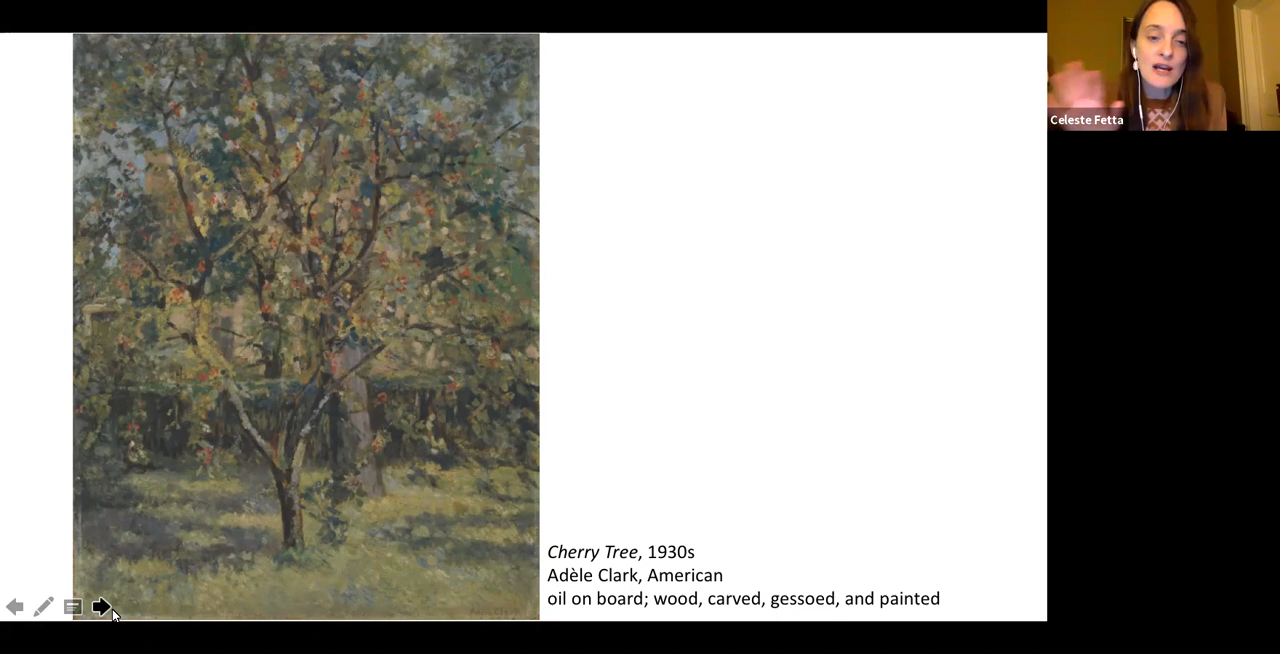 Celeste Fetta
Cherry Tree, 1930s
Adèle Clark, American
oil on board; wood, carved, gessoed, and painted